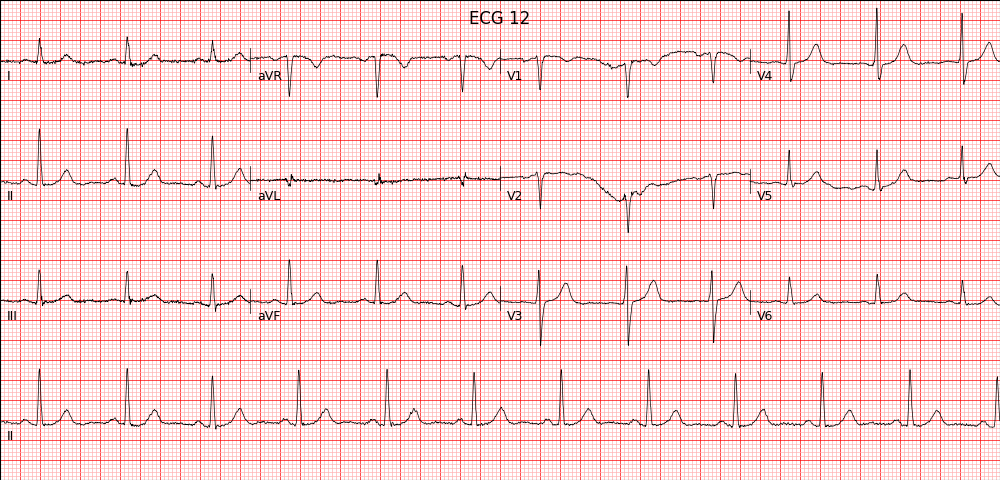 ECG 12
I aVR V1 V4
II aVL V2 V5
III aVF V3 V6
II